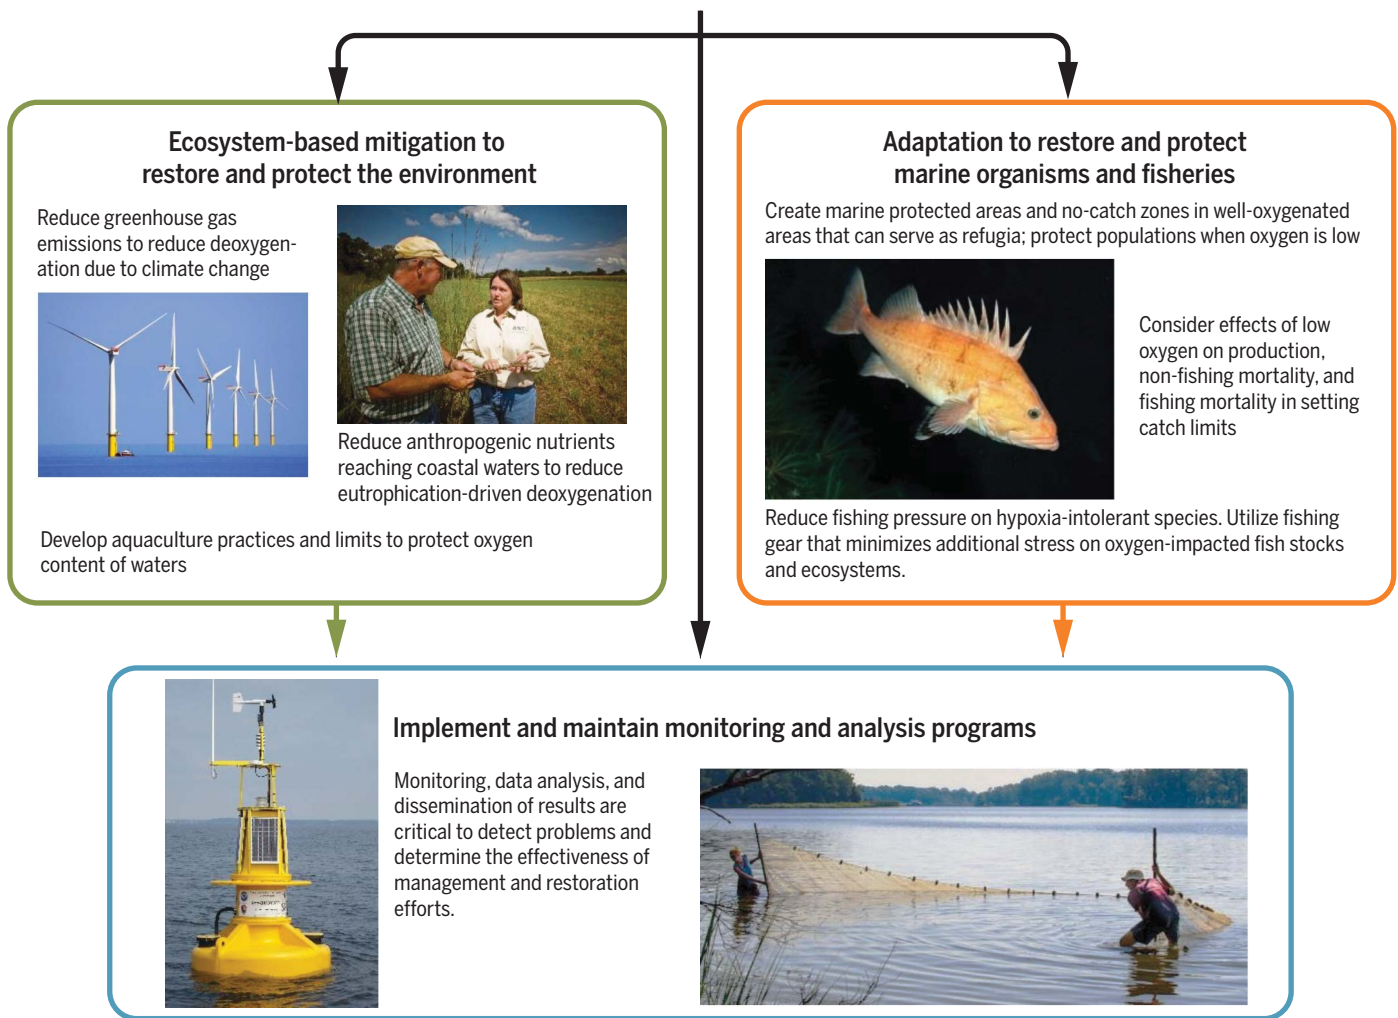 Ecosystem-based mitigation to
restore and protect the environment
Reduce greenhouse gas
emissions to reduce deoxygen-
ation due to climate change
Reduce anthropogenic nutrients
reaching coastal waters to reduce
eutrophication-driven deoxygenation
Develop aquaculture practices and limits to protect oxygen
content of waters
Adaptation to restore and protect
marine organisms and fisheries
Create marine protected areas and no-catch zones in well-oxygenated
areas that can serve as refugia; protect populations when oxygen is low
Consider effects of low
oxygen on production,
non-fishing mortality, and
fishing mortality in setting
catch limits
Reduce fishing pressure on hypoxia-intolerant species. Utilize fishing
gear that minimizes additional stress on oxygen-impacted fish stocks
and ecosystems.
Implement and maintain monitoring and analysis programs
Monitoring, data analysis, and
dissemination of results are
critical to detect problems and
determine the effectiveness of
management and restoration
efforts.